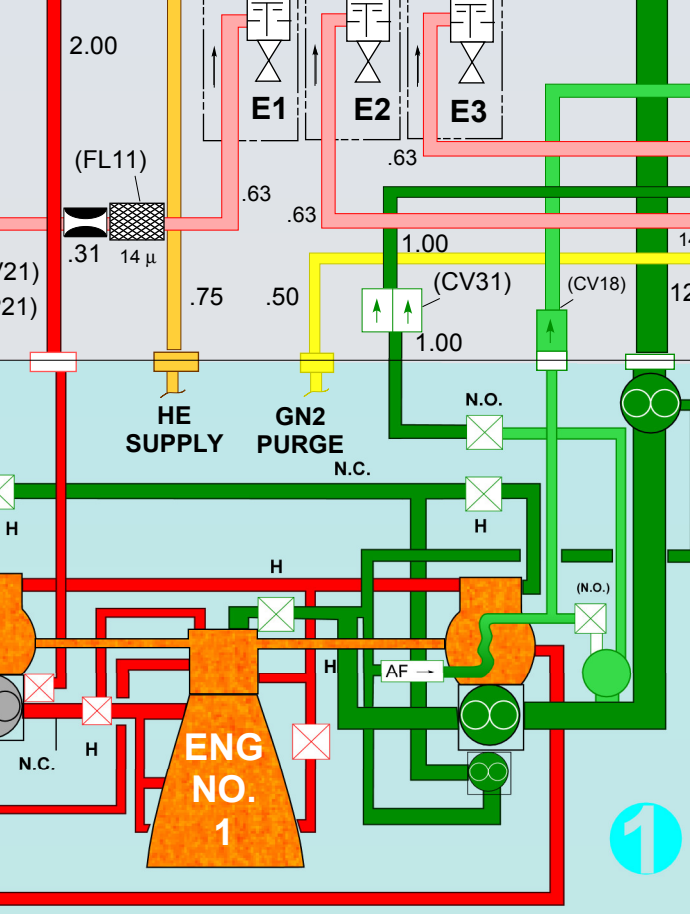 2.00
E1
E2
E3
(FL11)
.63
.63
.63
.31
14 µ
1.00
(CV31)
(CV18)
.75
.50
1.00
HE
SUPPLY
GN2
PURGE
N.O.
N.C.
H
H
H
(N.O.)
H
AF
N.C.
H
ENG
NO.
1
1